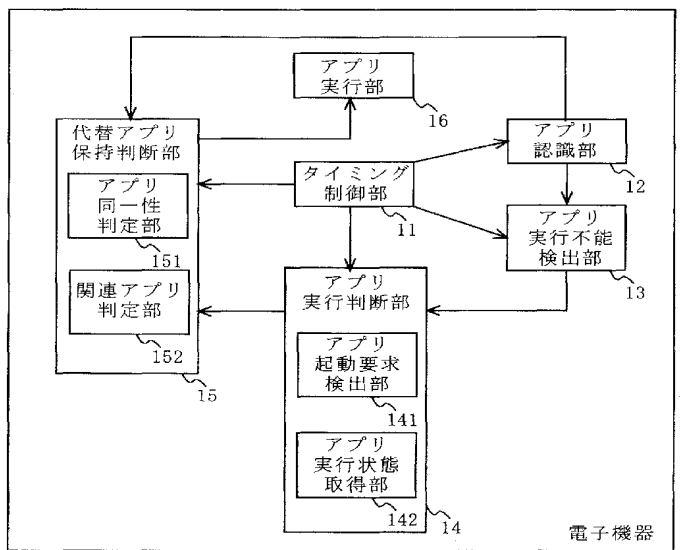 アプリ
実行部
16
代替アプリ
保持判断部
アプリ
同一性
判定部
151
関連アプリ
判定部
152
15
タイミング
制御部
11
アプリ
認識部
12
アプリ
実行不能
検出部
13
アプリ
実行判断部
アプリ
起動要求
検出部
141
アプリ
実行状態
取得部
142
14
電子機器